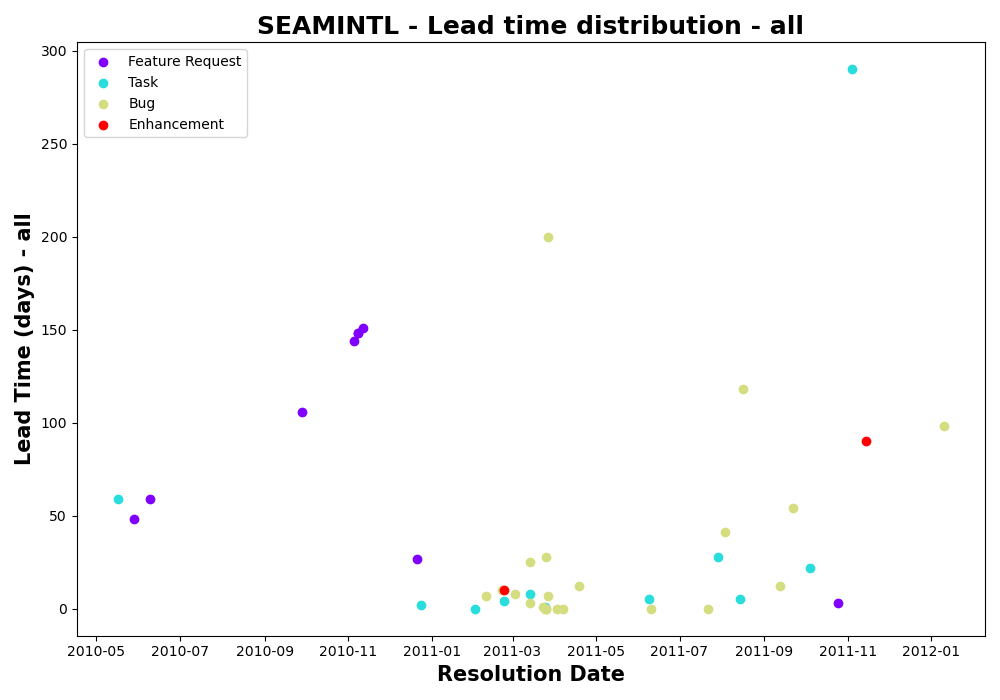 SEAMINTL - Lead time distribution - all
Feature Request
Task
Bug
Enhancement
300
250
200
150
100
50
0
Lead Time (days) - all
2010-05 2010-07 2010-09 2010-11 2011-01 2011-03 2011-05 2011-07 2011-09 2011-11 2012-01
Resolution Date